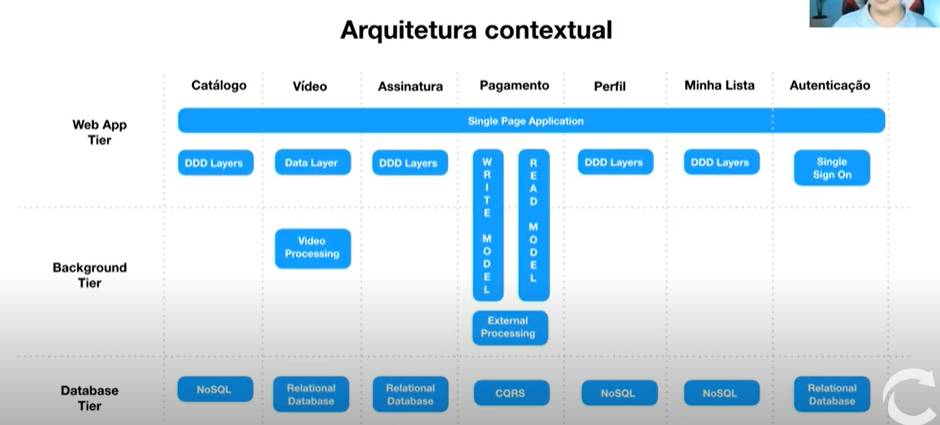 Arquitetura contextual
Catálogo
Vídeo
Assinatura
Pagamento
Perfil
Minha Lista
Autenticação
Web App
Tier
Single Page Application
DDD Layers
Data Layer
DDD Layers
WRITE MODEL
READ MODEL
DDD Layers
DDD Layers
Single
Sign On
Background
Tier
Video
Processing
External
Processing
Database
Tier
NoSQL
Relational
Database
Relational
Database
CQRS
NoSQL
NoSQL
Relational
Database